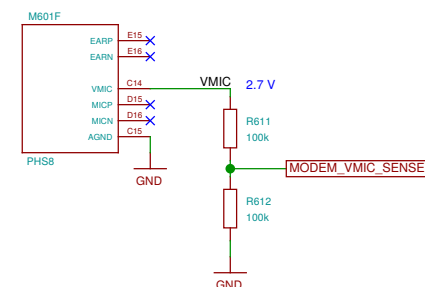 M601F
EARP E15
EARN E16
VMIC C14 VMIC 2.7 V
MICP D15
MICN D16
AGND C15
R611
100k
PHS8
GND
MODEM_VMIC_SENSE
R612
100k
GND